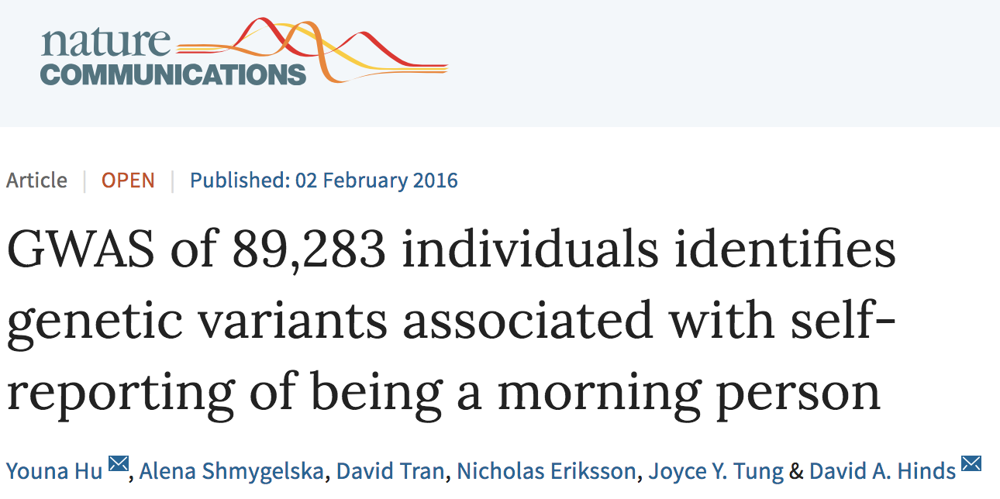 nature
COMMUNICATIONS
Article | OPEN | Published: 02 February 2016
GWAS of 89,283 individuals identifies
genetic variants associated with self-
reporting of being a morning person
Youna Hu, Alena Shmygelska, David Tran, Nicholas Eriksson, Joyce Y. Tung & David A. Hinds